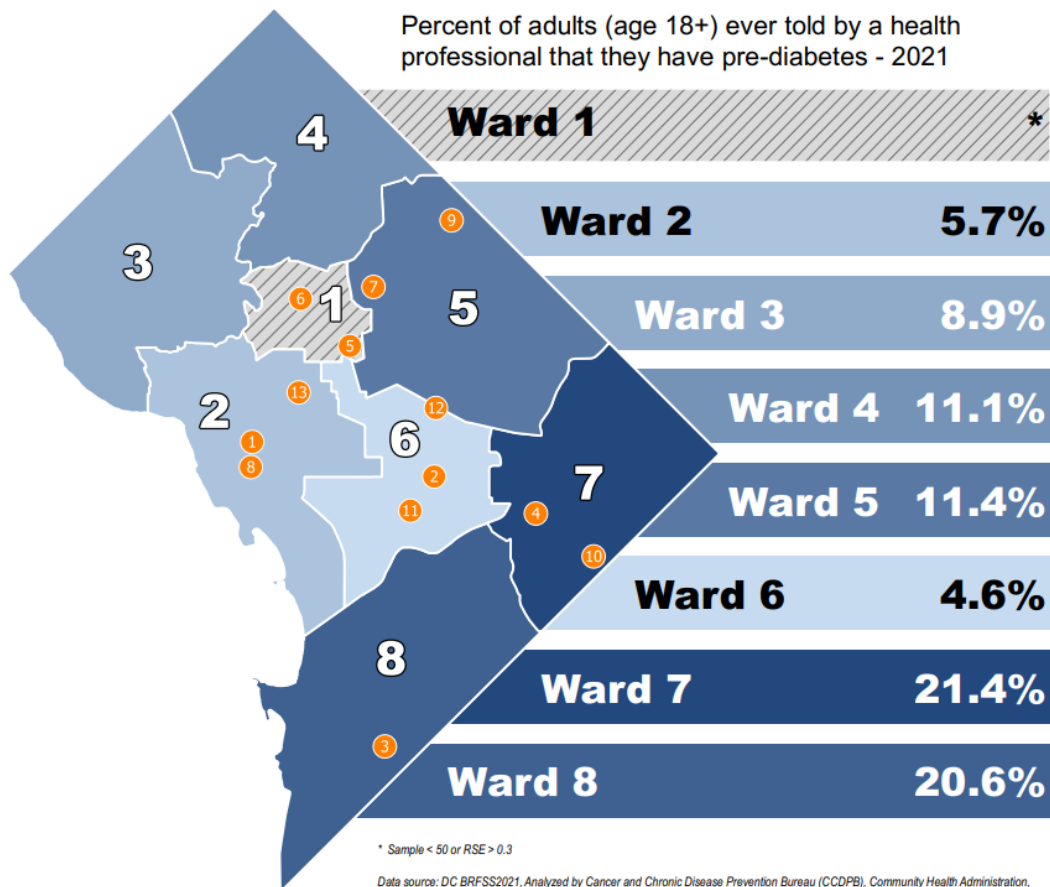 Percent of adults (age 18+) ever told by a health
professional that they have pre-diabetes - 2021
Ward 1 *
Ward 2 5.7%
Ward 3 8.9%
Ward 4 11.1%
Ward 5 11.4%
Ward 6 4.6%
Ward 7 21.4%
Ward 8 20.6%
4
9
3
7
6
1
5
5
13
2
12
6
1
8
2
7
11
4
10
8
3
* Sample < 50 or RSE > 0.3
Data source: DC BRFSS2021, Analyzed by Cancer and Chronic Disease Prevention Bureau (CCDPB), Community Health Administration,